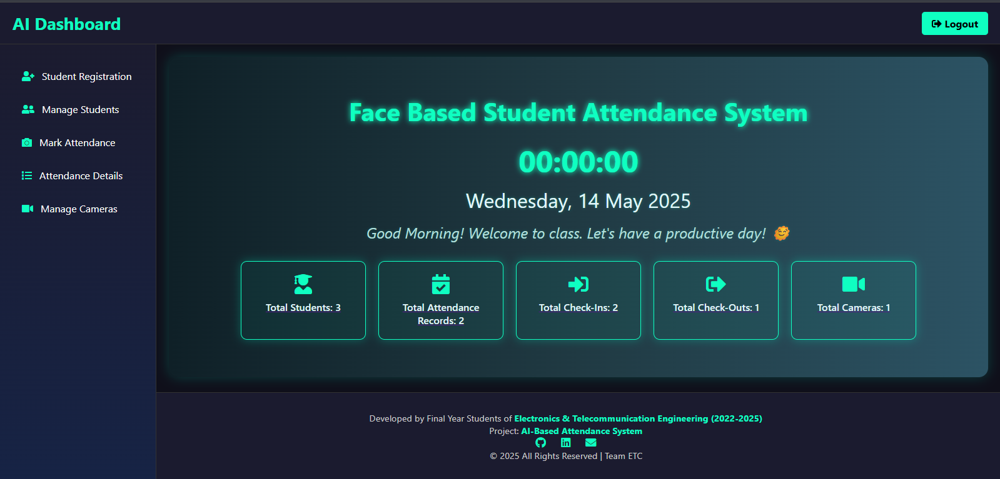 AI Dashboard
Logout
Student Registration
Manage Students
Mark Attendance
Attendance Details
Manage Cameras
Face Based Student Attendance System
00:00:00
Wednesday, 14 May 2025
Good Morning! Welcome to class. Let's have a productive day! 🌞
Total Students: 3
Total Attendance
Records: 2
Total Check-Ins: 2
Total Check-Outs: 1
Total Cameras: 1
Developed by Final Year Students of Electronics & Telecommunication Engineering (2022-2025)
Project: AI-Based Attendance System
© 2025 All Rights Reserved | Team ETC